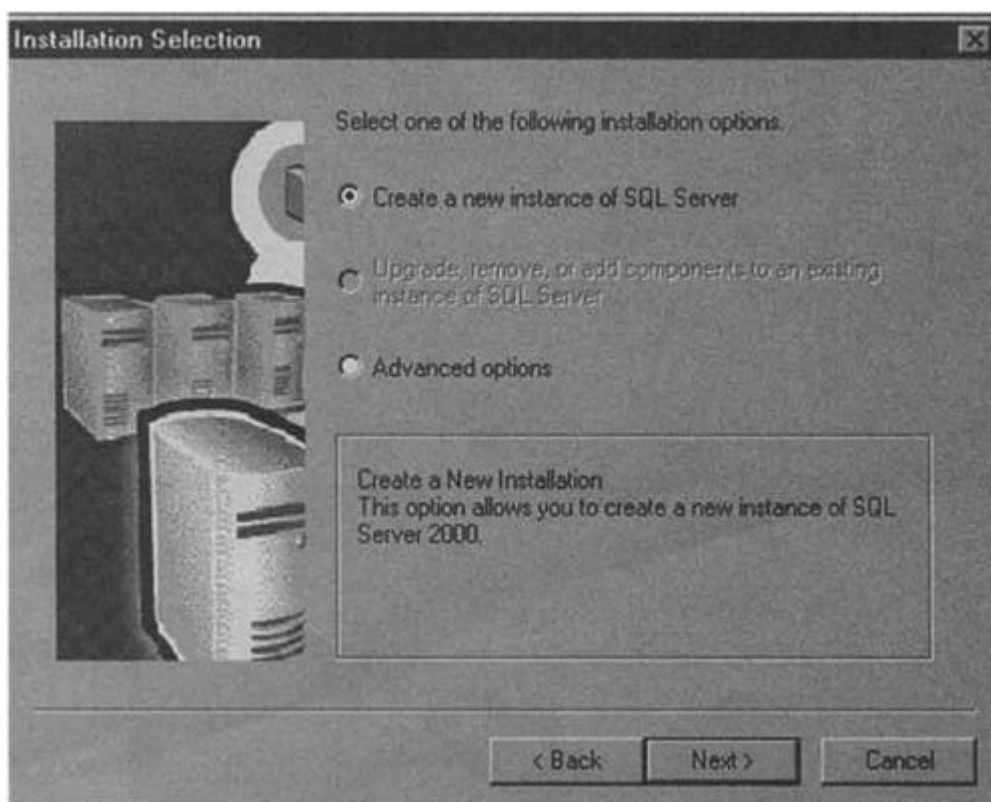 Installation Selection
Select one of the following installation options.
Create a new instance of SQL Server
Upgrade, remove, or add components to an existing
instance of SQL Server
Advanced options
Create a New Installation
This option allows you to create a new instance of SQL
Server 2000.
< Back
Next >
Cancel